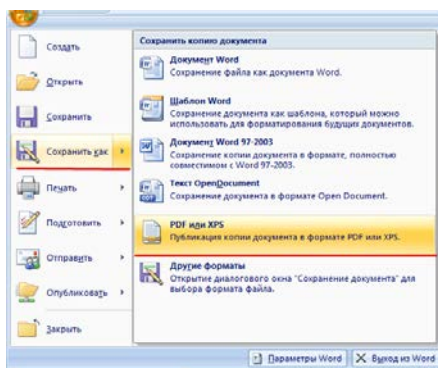 Создать
Открыть
Сохранить
Сохранить как
Печать
Подготовить
Отправить
Опубликовать
Закрыть
Сохранить копию документа
Документ Word
Сохранение файла как документа Word.
Шаблон Word
Сохранение документа как шаблона, который можно
использовать для форматирования будущих документов.
Документ Word 97-2003
Сохранение копии документа в формате, полностью
совместимом с Word 97-2003.
Текст OpenDocument
Сохранение документа в формате Open Document.
PDF или XPS
Публикация копии документа в формате PDF или XPS.
Другие форматы
Открытие диалогового окна "Сохранение документа" для
выбора формата файла.
Параметры Word
Выход из Word